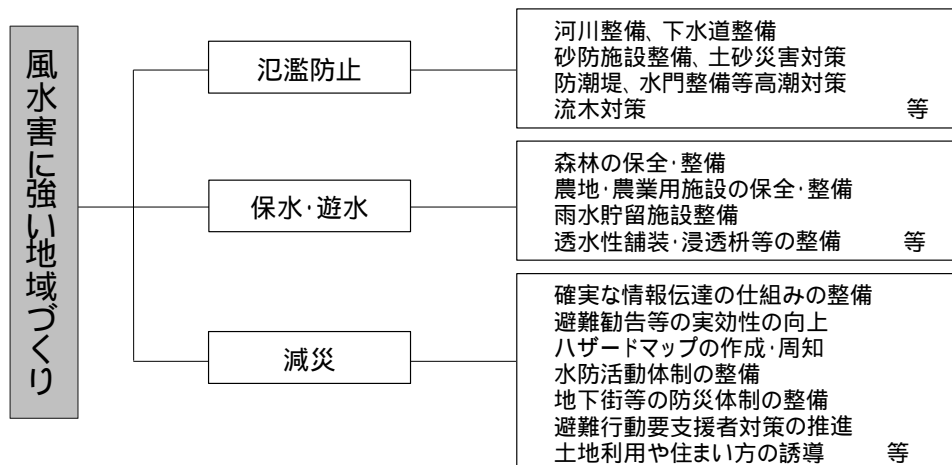 風水害に強い地域づくり
氾濫防止
河川整備、下水道整備
砂防施設整備、土砂災害対策
防潮堤、水門整備等高潮対策
流木対策 等
保水・遊水
森林の保全・整備
農地・農業用施設の保全・整備
雨水貯留施設整備
透水性舗装・浸透枡等の整備 等
減災
確実な情報伝達の仕組みの整備
避難勧告等の実効性の向上
ハザードマップの作成・周知
水防活動体制の整備
地下街等の防災体制の整備
避難行動要支援者対策の推進
土地利用や住まい方の誘導 等